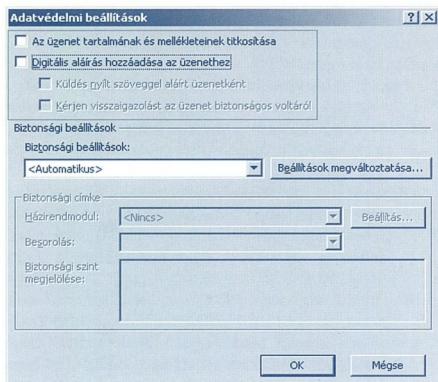 Adatvédelmi beállítások
Az üzenet tartalmának és mellékleteinek titkosítása
Digitális aláírás hozzáadása az üzenethez
Küldés nyílt szöveggel aláírt üzenetként
Kérjen visszaigazolást az üzenet biztonságos voltáról
Biztonsági beállítások
Biztonsági beállítások:
<Automatikus>
Beállítások megváltoztatása...
Biztonsági címke
Házirendmodul:
<Nincs>
Beállítás...
Besorolás:
Biztonsági szint
megjelölése:
OK
Mégse